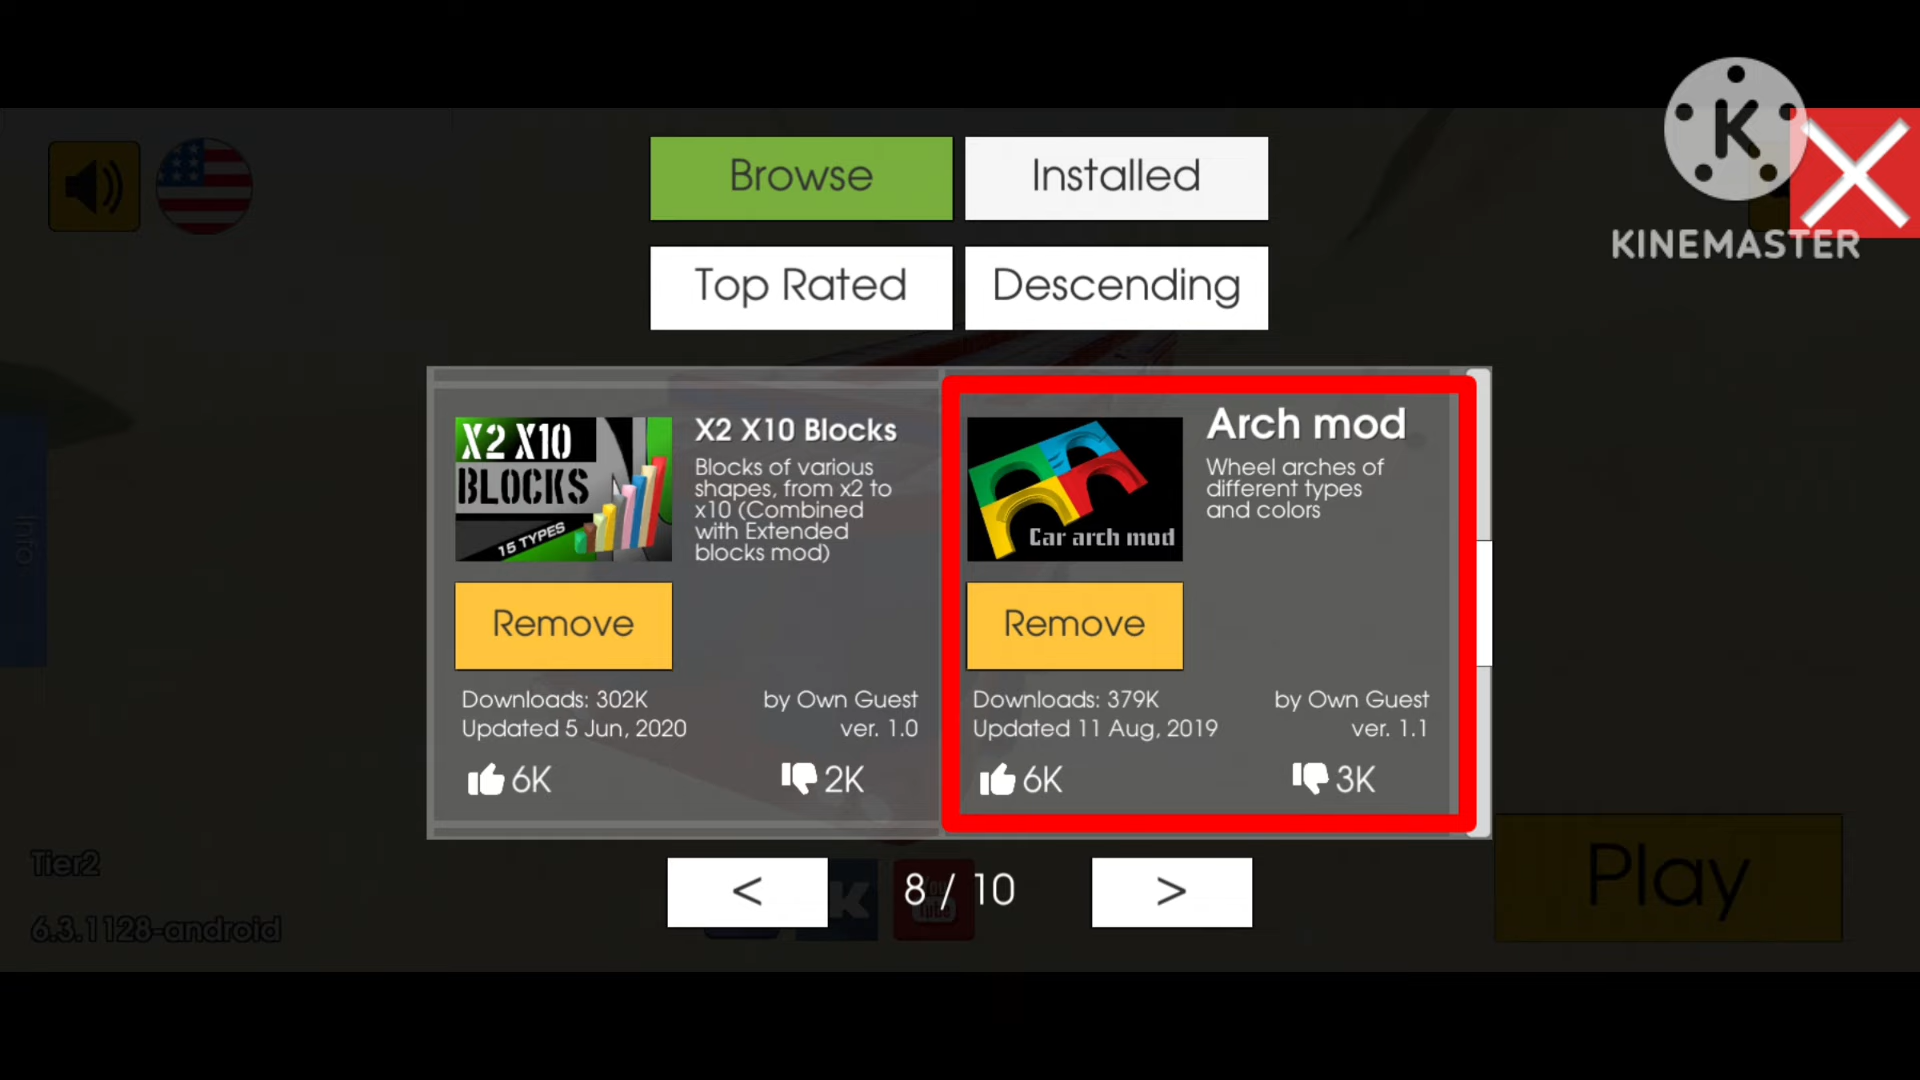 Browse
Installed
K
KINEMASTER
Top Rated
Descending
X2 X10
BLOCKS
15 TYPES
X2 X10 Blocks
Blocks of various
shapes, from x2 to
x10 (Combined
with Extended
blocks mod)
Remove
Downloads: 302K
by Own Guest
Updated 5 Jun, 2020
ver. 1.0
6K
2K
Car arch mod
Arch mod
Wheel arches of
different types
and colors
Remove
Downloads: 379K
by Own Guest
Updated 11 Aug, 2019
ver. 1.1
6K
3K
Info
Tier2
6.3.1128-android
<
K
You
Tube
8 / 10
>
Play